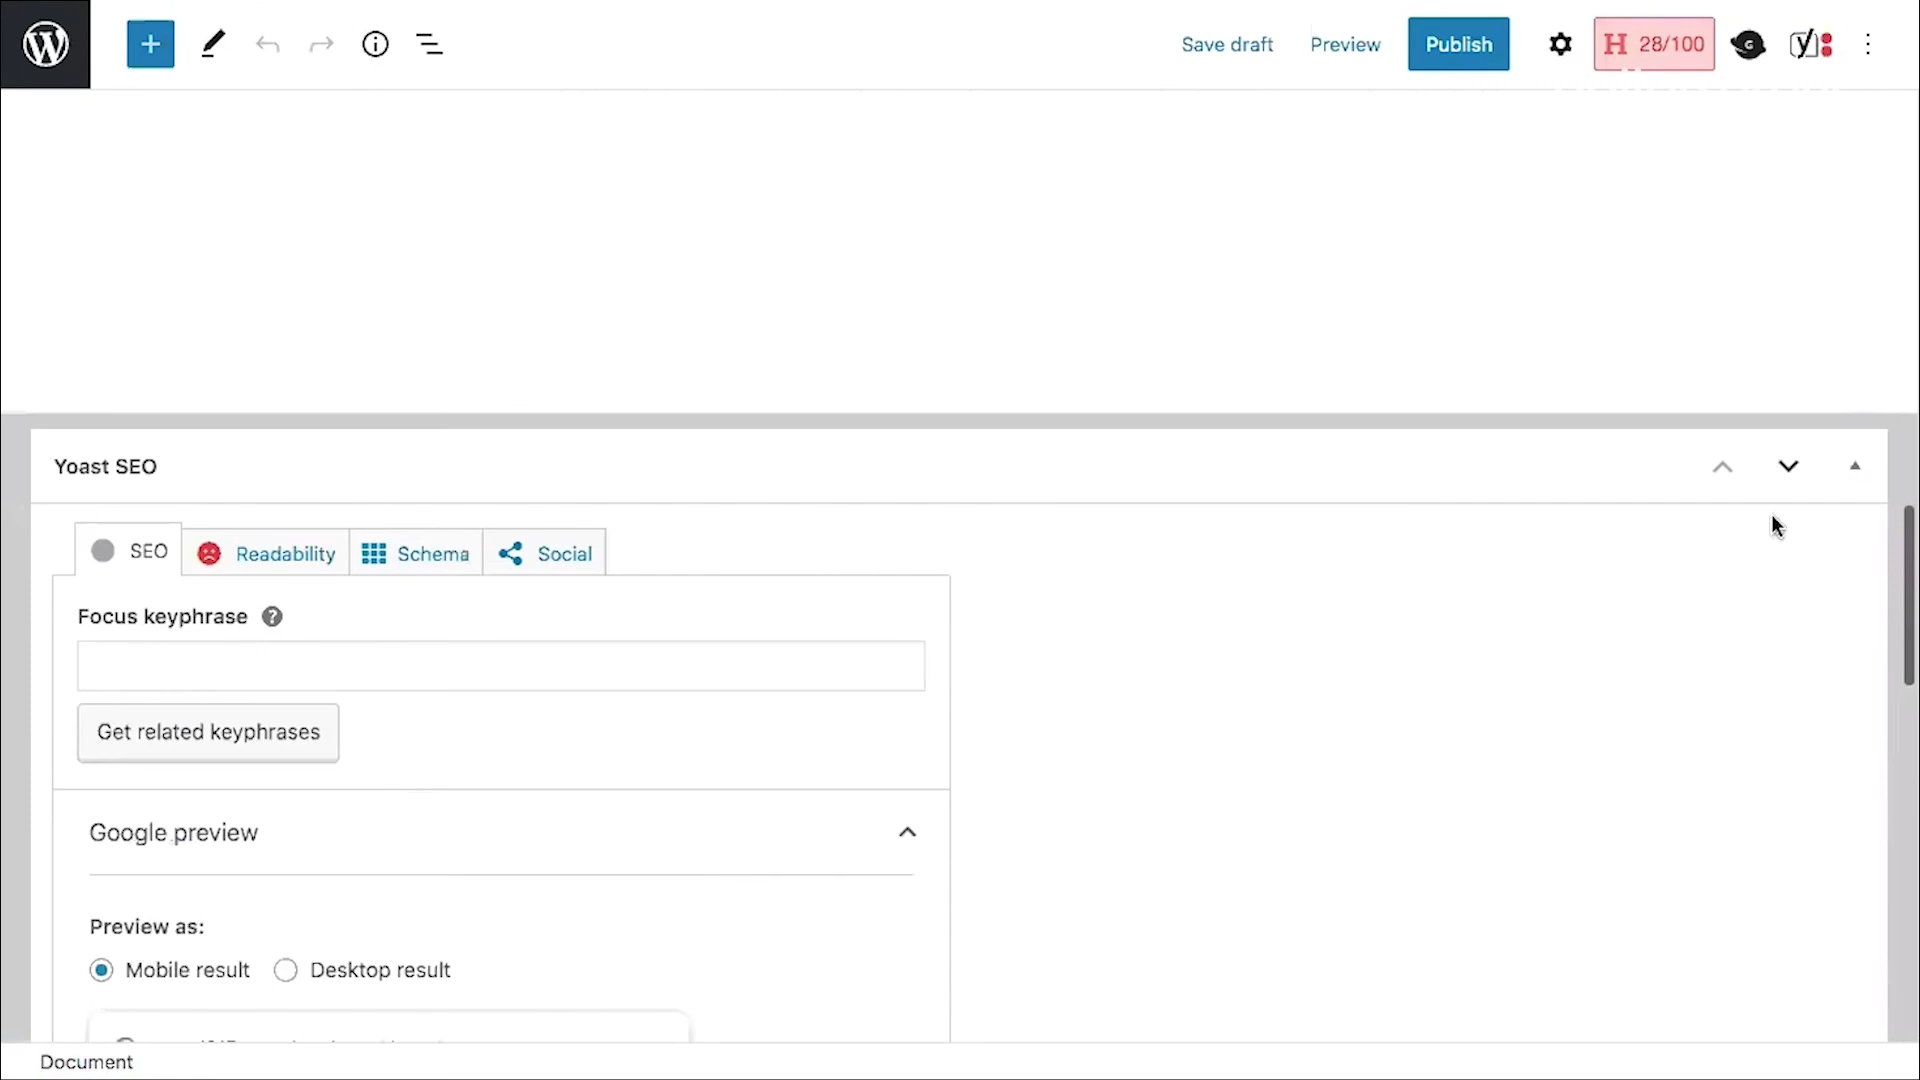 Save draft Preview Publish H 28/100
Yoast SEO
SEO Readability Schema Social
Focus keyphrase ?
Get related keyphrases
Google preview
Preview as:
Mobile result Desktop result
Document